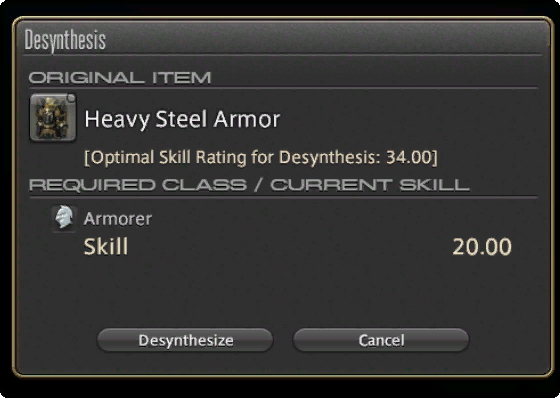 Desynthesis
ORIGINAL ITEM
Heavy Steel Armor
[Optimal Skill Rating for Desynthesis: 34.00]
REQUIRED CLASS / CURRENT SKILL
Armorer
Skill 20.00
Desynthesize Cancel